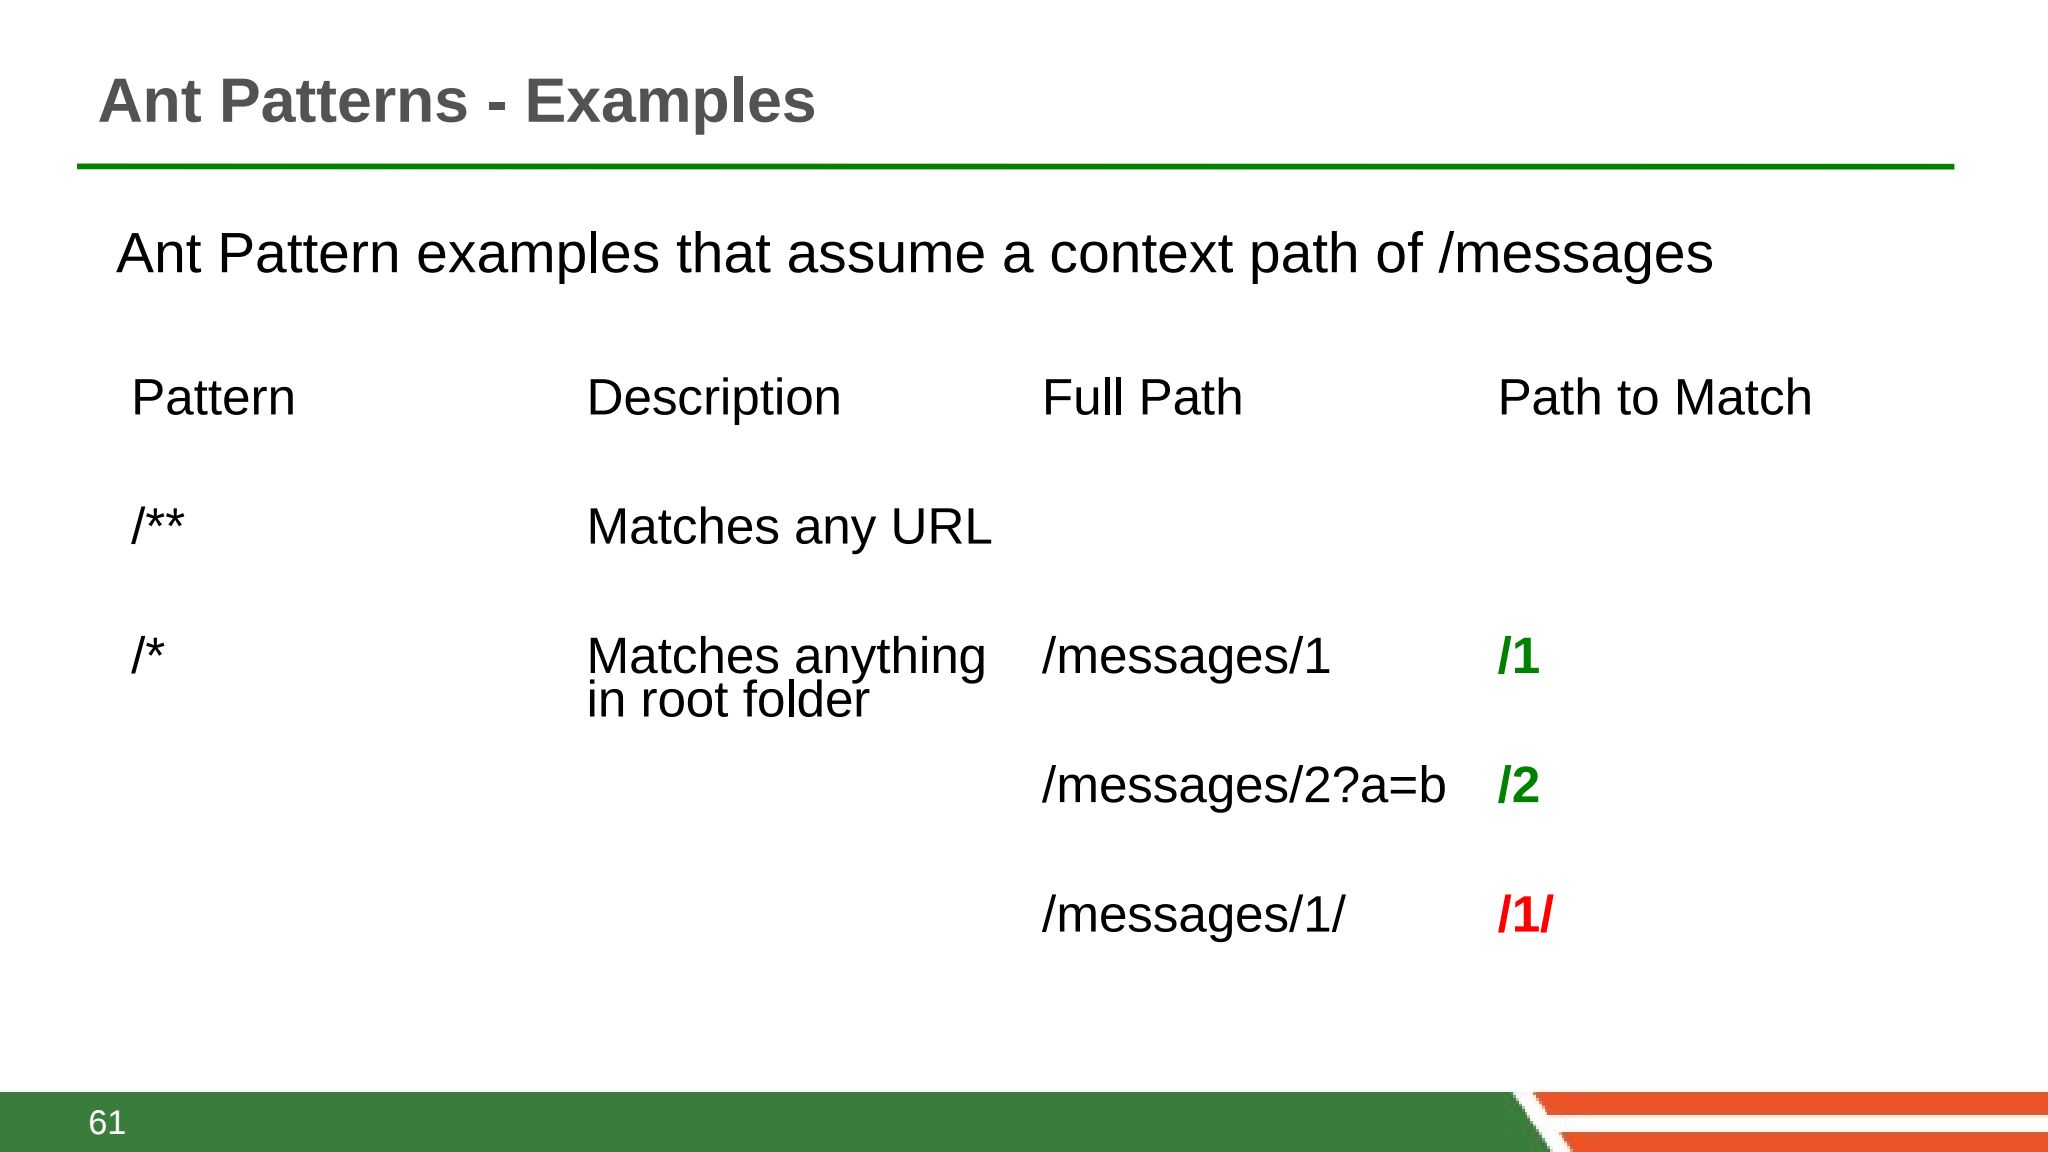 Ant Patterns - Examples
Ant Pattern examples that assume a context path of /messages
Pattern Description Full Path Path to Match
/** Matches any URL
/* Matches anything /messages/1 /1
in root folder
/messages/2?a=b /2
/messages/1/ /1/
61